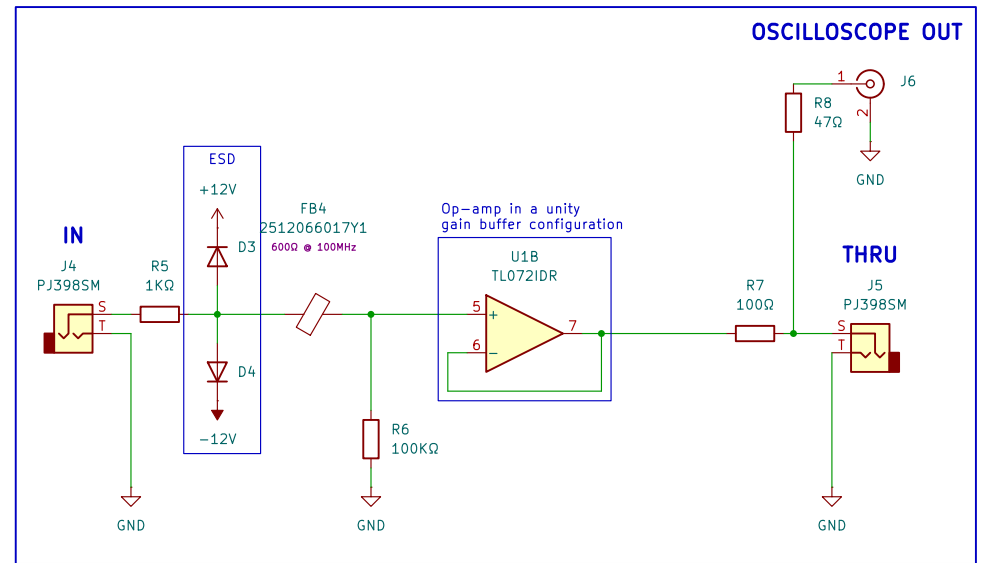 OSCILLOSCOPE OUT
1
J6
R8
47Ω
2
GND
ESD
+12V
D3
D4
-12V
FB4
2512066017Y1
600Ω @ 100MHz
Op-amp in a unity
gain buffer configuration
U1B
TL072IDR
5
+
6
-
7
IN
J4
PJ398SM
S
T
R5
1KΩ
R6
100KΩ
R7
100Ω
THRU
J5
PJ398SM
S
T
GND
GND
GND